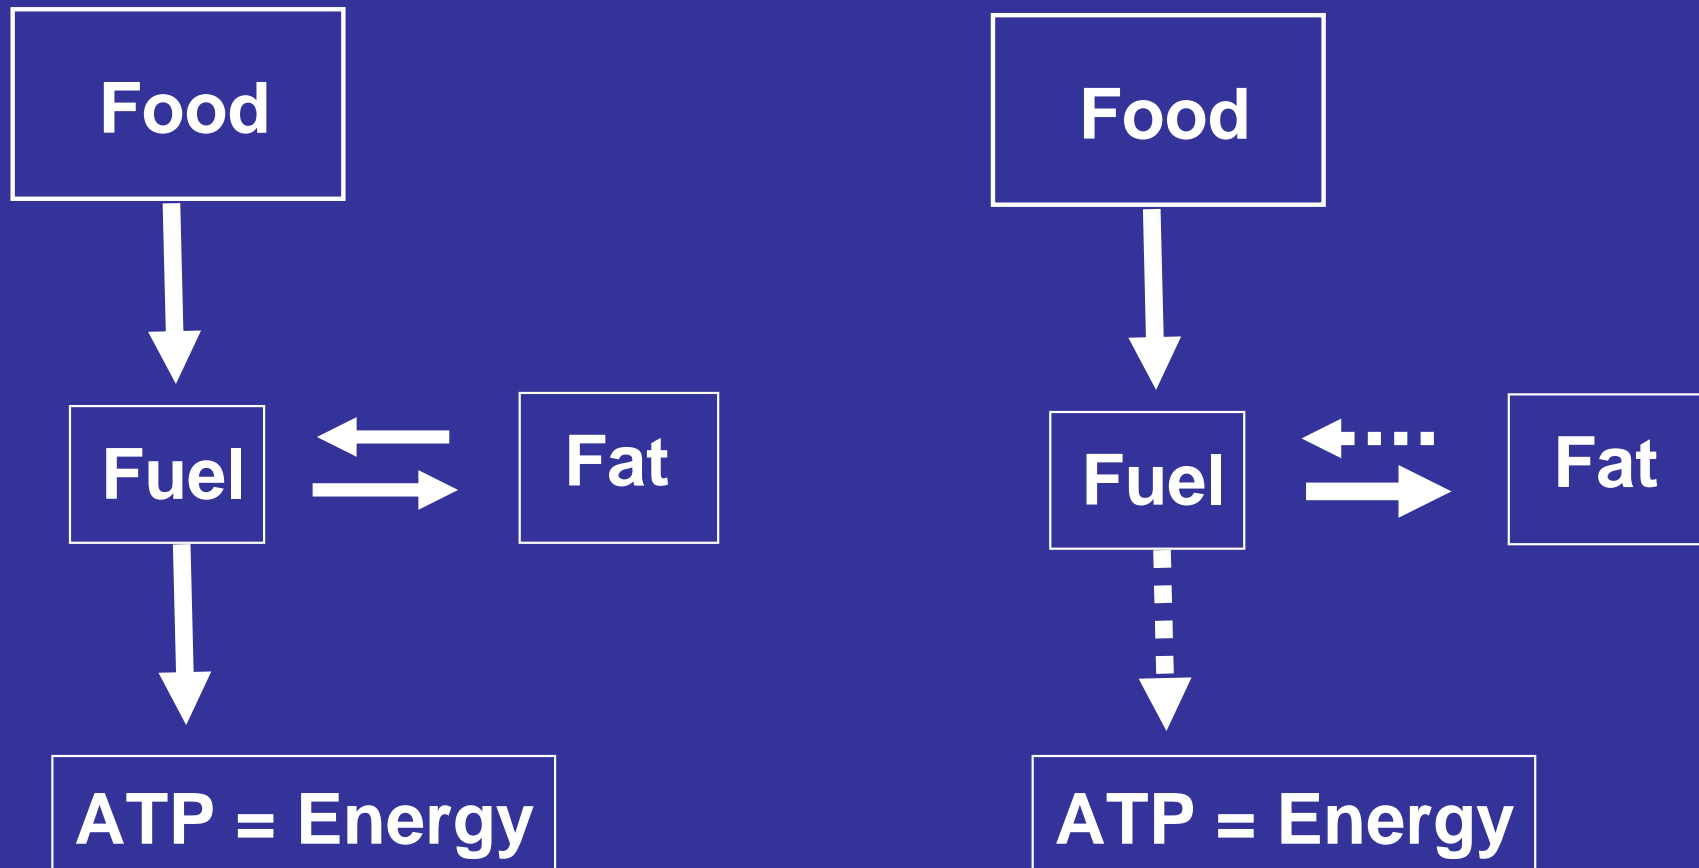 Food
Fuel
Fat
ATP = Energy
Food
Fuel
Fat
ATP = Energy